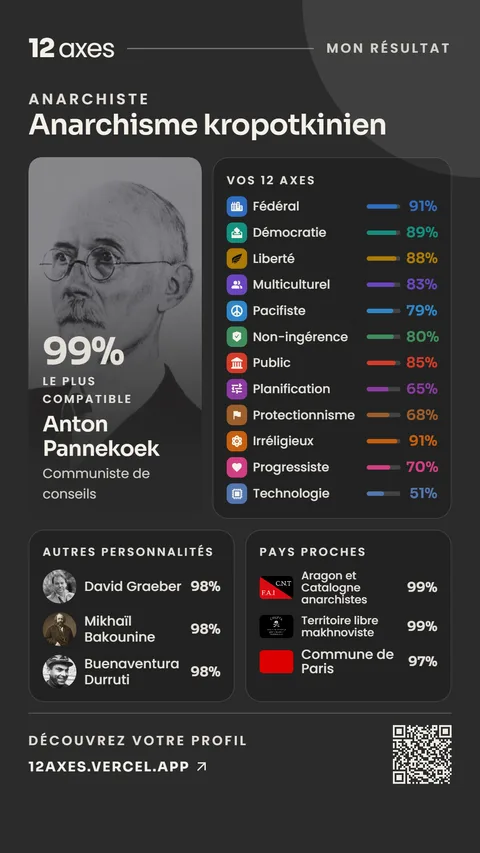 12 axes
MON RÉSULTAT
ANARCHISTE
Anarchisme kropotkinien
99%
LE PLUS
COMPATIBLE
Anton
Pannekoek
Communiste de
conseils
VOS 12 AXES
Fédéral 91%
Démocratie 89%
Liberté 88%
Multiculturel 83%
Pacifiste 79%
Non-ingérence 80%
Public 85%
Planification 65%
Protectionnisme 68%
Irréligieux 91%
Progressiste 70%
Technologie 51%
AUTRES PERSONNALITÉS
David Graeber 98%
Mikhaïl
Bakounine 98%
Buenaventura
Durruti 98%
PAYS PROCHES
CNT
FAI
Aragon et
Catalogne
anarchistes 99%
Territoire libre
makhnoviste 99%
Commune de
Paris 97%
DÉCOUVREZ VOTRE PROFIL
12AXES.VERCEL.APP ↗